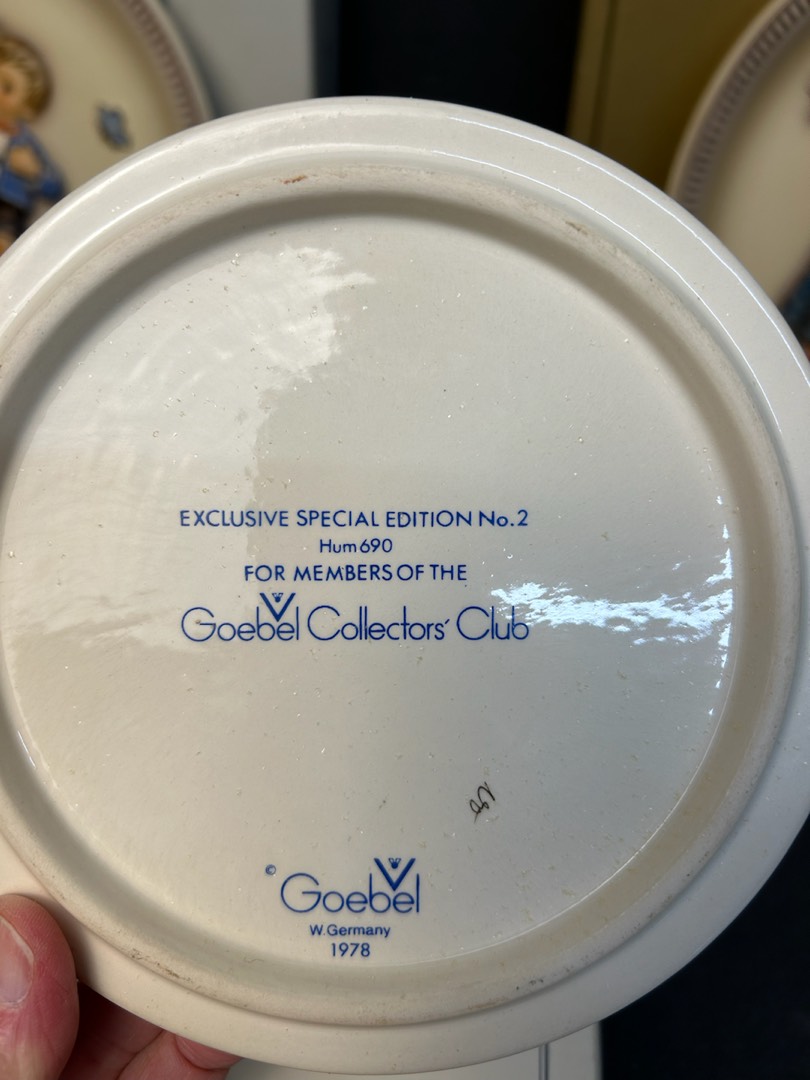 EXCLUSIVE SPECIAL EDITION No.2
Hum 690
FOR MEMBERS OF THE
Goebel Collectors' Club
© Goebel
W. Germany
1978